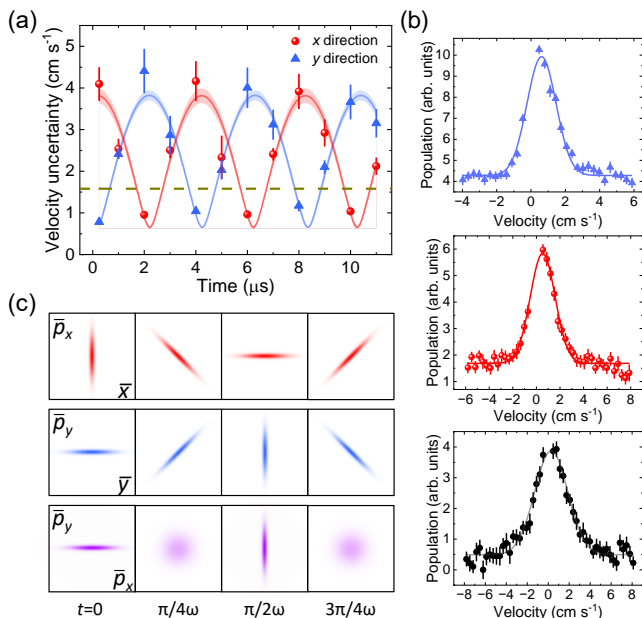 (a)
x direction
y direction
Velocity uncertainty (cm s⁻¹)
5
4
3
2
1
0
0
2
4
6
8
10
Time (μs)
(b)
Population (arb. units)
10
9
8
7
6
5
4
-4
-2
0
2
4
6
Velocity (cm s⁻¹)
Population (arb. units)
6
5
4
3
2
1
-6
-4
-2
0
2
4
6
8
Velocity (cm s⁻¹)
Population (arb. units)
4
3
2
1
0
-8
-6
-4
-2
0
2
4
6
8
Velocity (cm s⁻¹)
(c)
p̅ₓ
x̅
p̅ᵧ
y̅
p̅ᵧ
p̅ₓ
t=0
π/4ω
π/2ω
3π/4ω